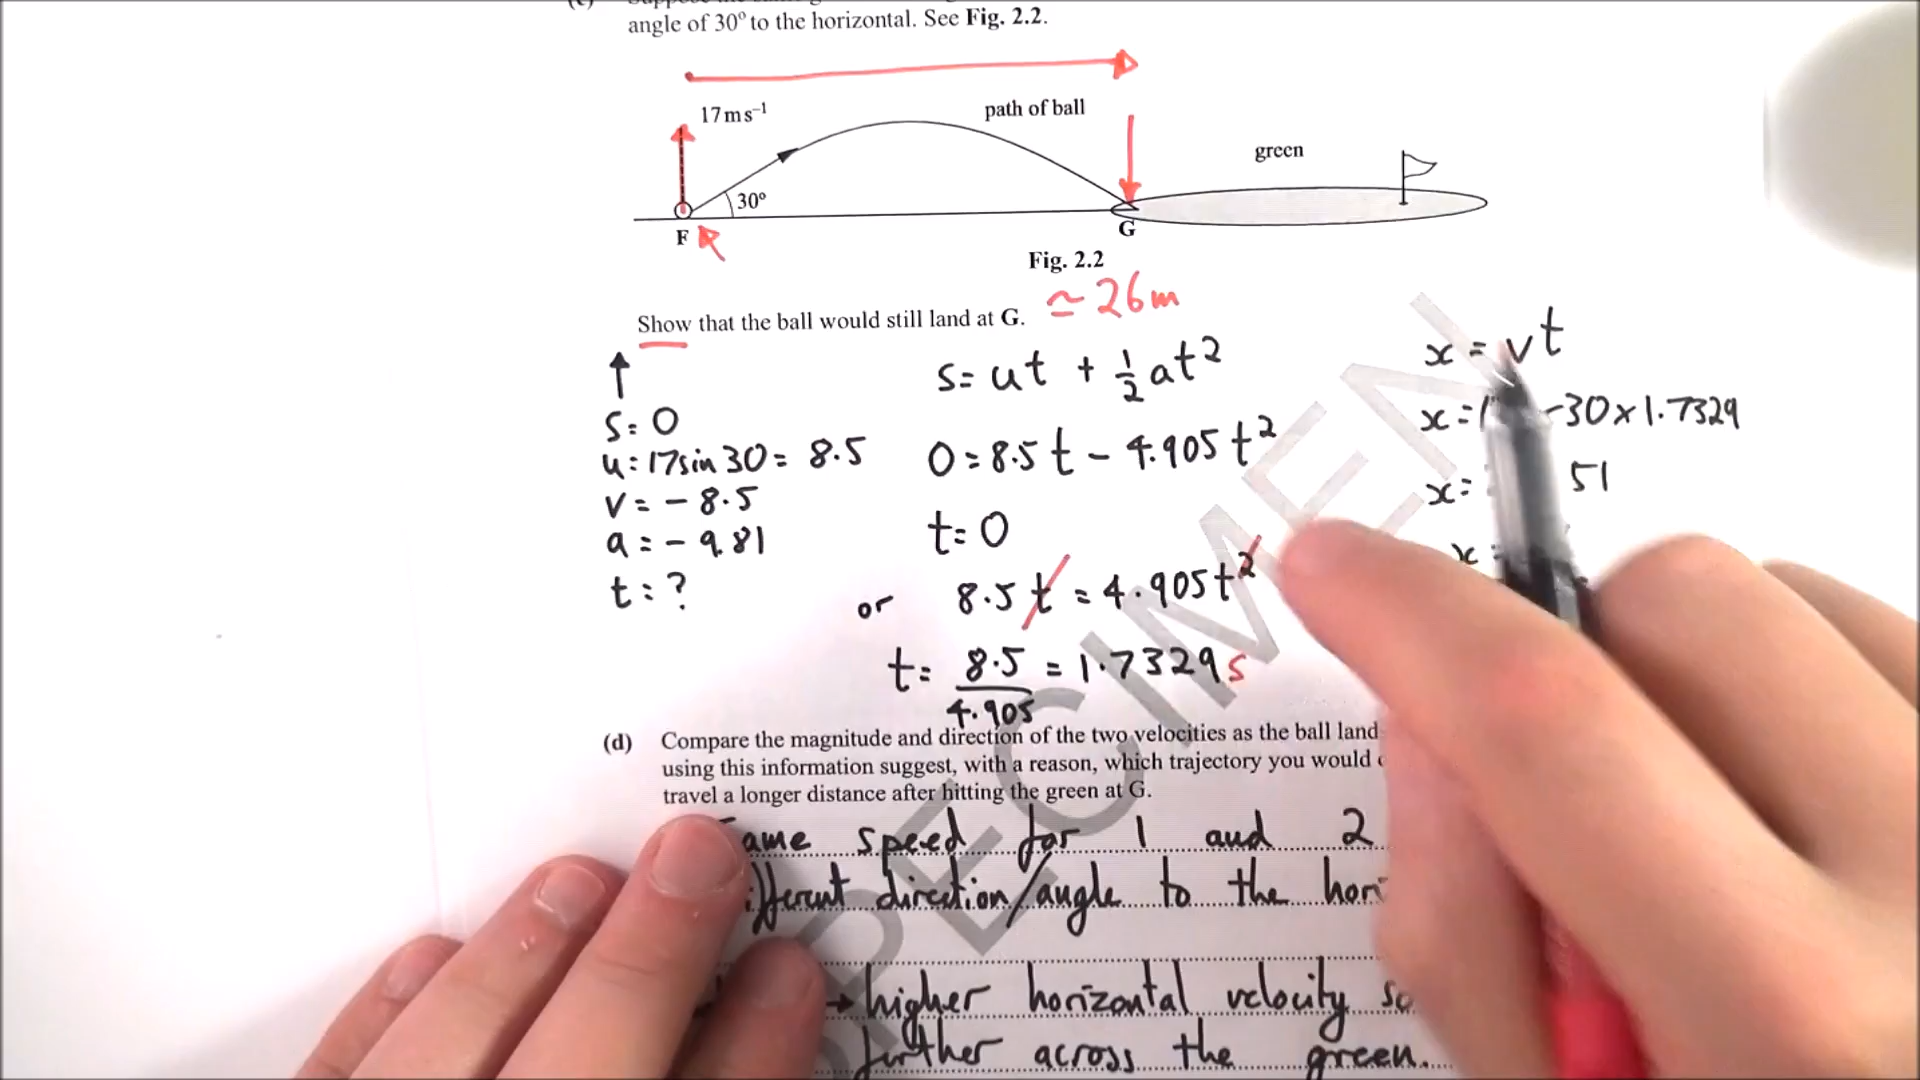 angle of 30° to the horizontal. See Fig. 2.2.
17 m s⁻¹
path of ball
green
30°
F
G
Fig. 2.2
≃ 26m
Show that the ball would still land at G.
↑
s = 0
u = 17sin 30 = 8.5
v = - 8.5
a = - 9.81
t = ?
s = ut + ½at²
0 = 8.5t - 4.905t²
t = 0
or 8.5t = 4.905t²
t = 8.5/4.905 = 1.7329s
x = vt
x = 30 x 1.7329
x = 51
x =
(d) Compare the magnitude and direction of the two velocities as the ball land
using this information suggest, with a reason, which trajectory you would
travel a longer distance after hitting the green at G.
ame speed for 1 and 2
ifferent direction/angle to the hori
→ higher horizontal velocity so
further across the green.
SPECIMEN